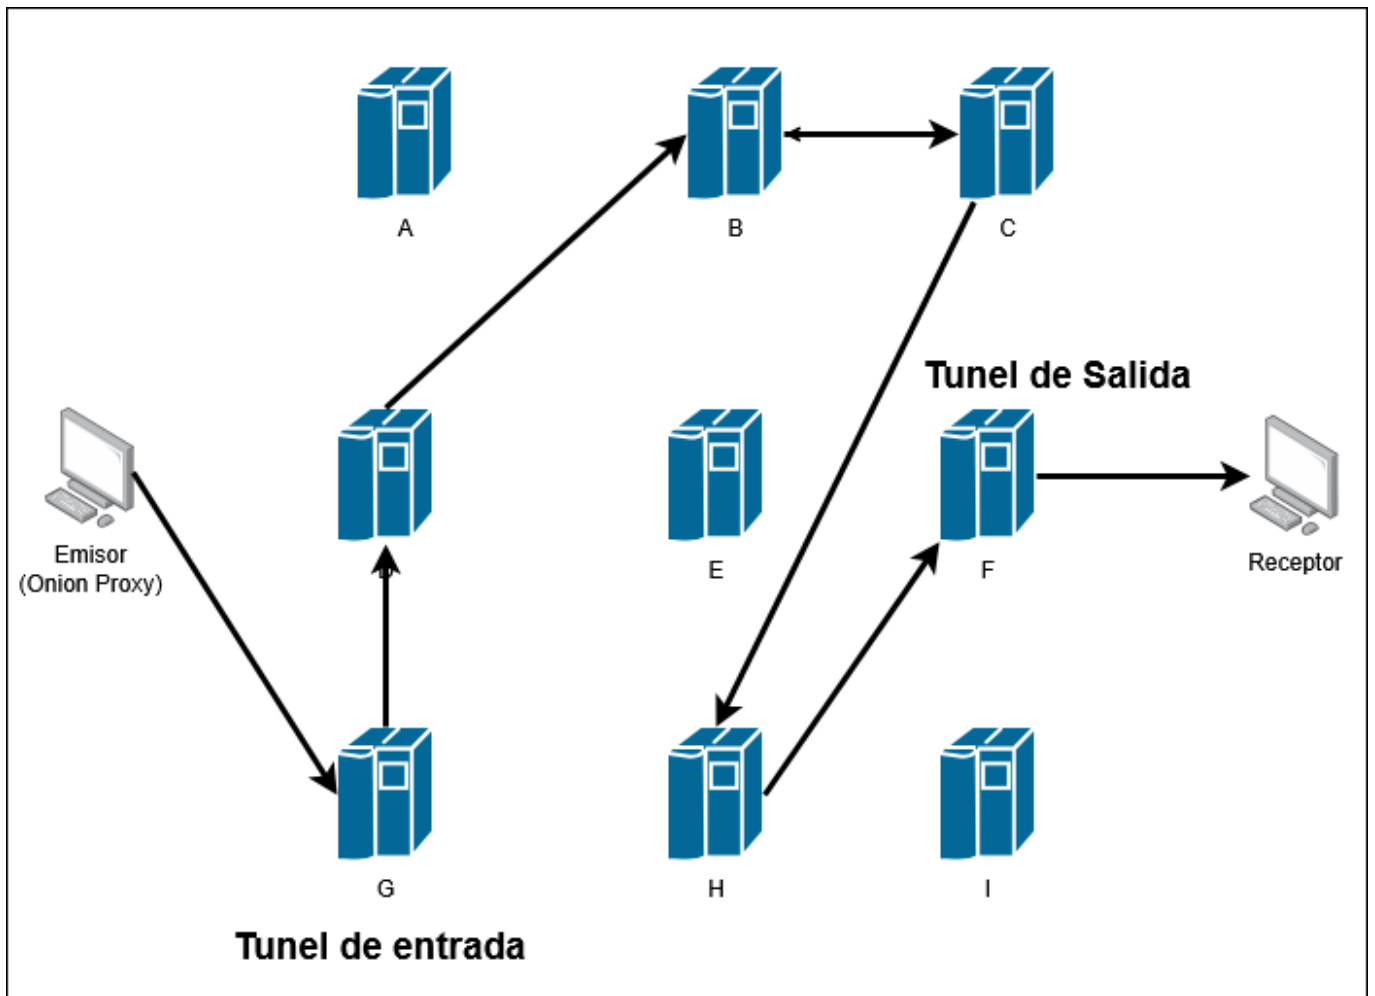 A
B
C
Tunel de Salida
Emisor
(Onion Proxy)
D
E
F
Receptor
G
H
I
Tunel de entrada